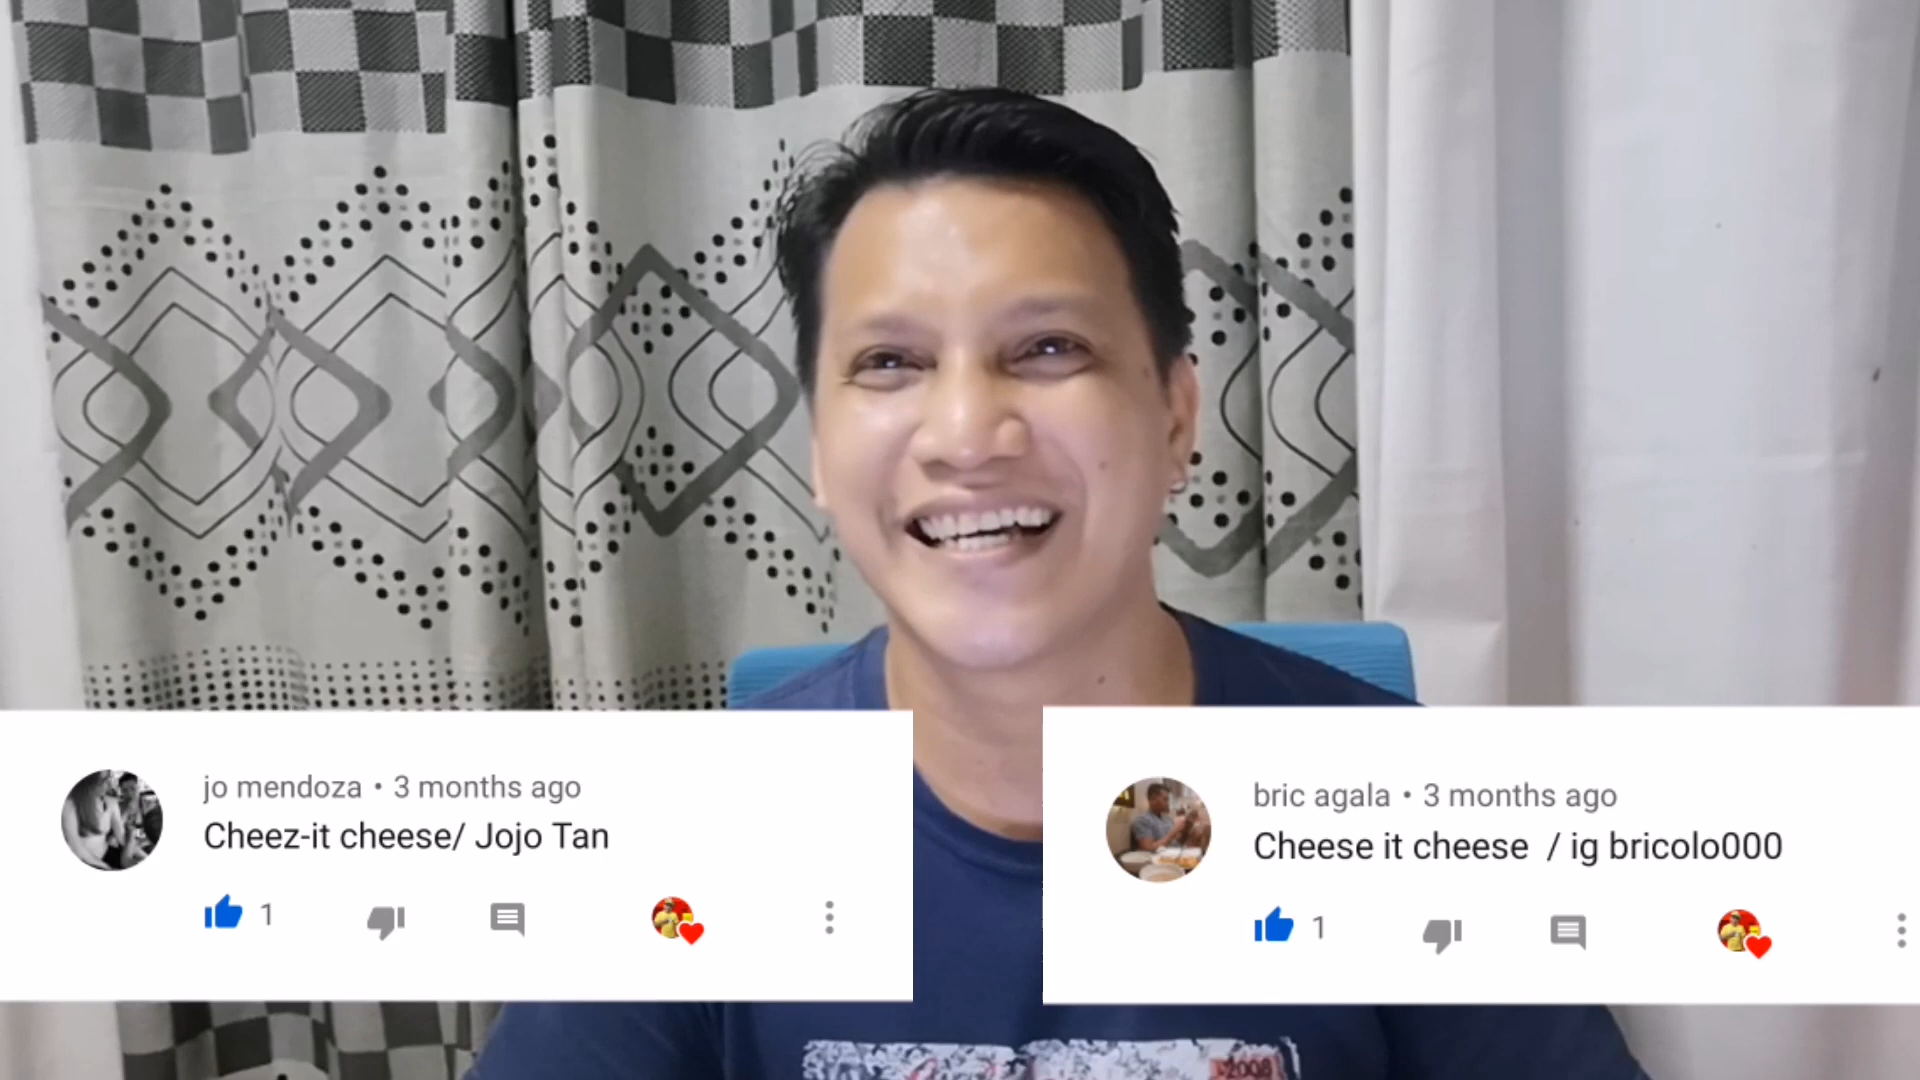 jo mendoza • 3 months ago
Cheez-it cheese/ Jojo Tan
1
bric agala • 3 months ago
Cheese it cheese / ig bricolo000
1
2008